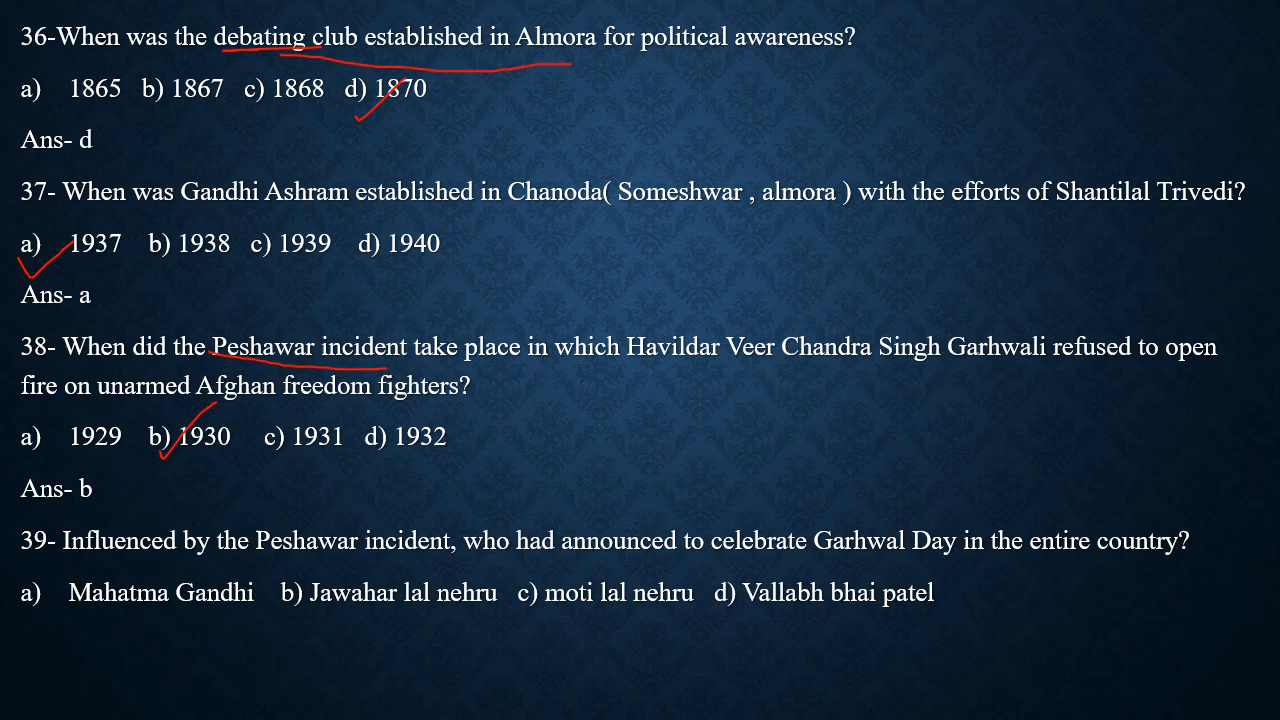 36-When was the debating club established in Almora for political awareness?
a) 1865 b) 1867 c) 1868 d) 1870
Ans- d
37- When was Gandhi Ashram established in Chanoda( Someshwar , almora ) with the efforts of Shantilal Trivedi?
a) 1937 b) 1938 c) 1939 d) 1940
Ans- a
38- When did the Peshawar incident take place in which Havildar Veer Chandra Singh Garhwali refused to open
fire on unarmed Afghan freedom fighters?
a) 1929 b) 1930 c) 1931 d) 1932
Ans- b
39- Influenced by the Peshawar incident, who had announced to celebrate Garhwal Day in the entire country?
a) Mahatma Gandhi b) Jawahar lal nehru c) moti lal nehru d) Vallabh bhai patel